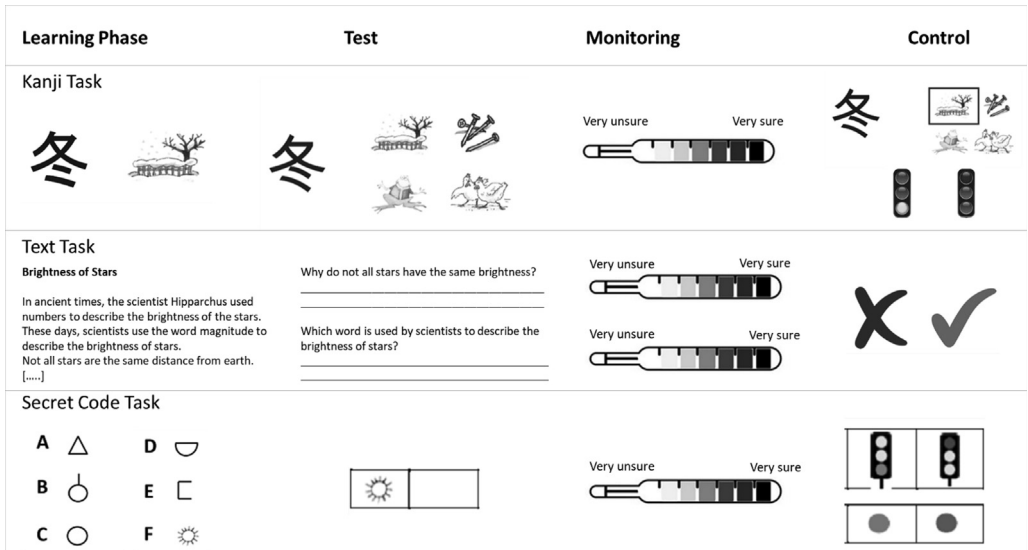 Learning Phase Test Monitoring Control
Kanji Task
冬
冬
Very unsure Very sure
冬
Text Task
Brightness of Stars
In ancient times, the scientist Hipparchus used
numbers to describe the brightness of the stars.
These days, scientists use the word magnitude to
describe the brightness of stars.
Not all stars are the same distance from earth.
[.....]
Why do not all stars have the same brightness?
Which word is used by scientists to describe the
brightness of stars?
Very unsure Very sure
Very unsure Very sure
Secret Code Task
A D
B E
C F
Very unsure Very sure